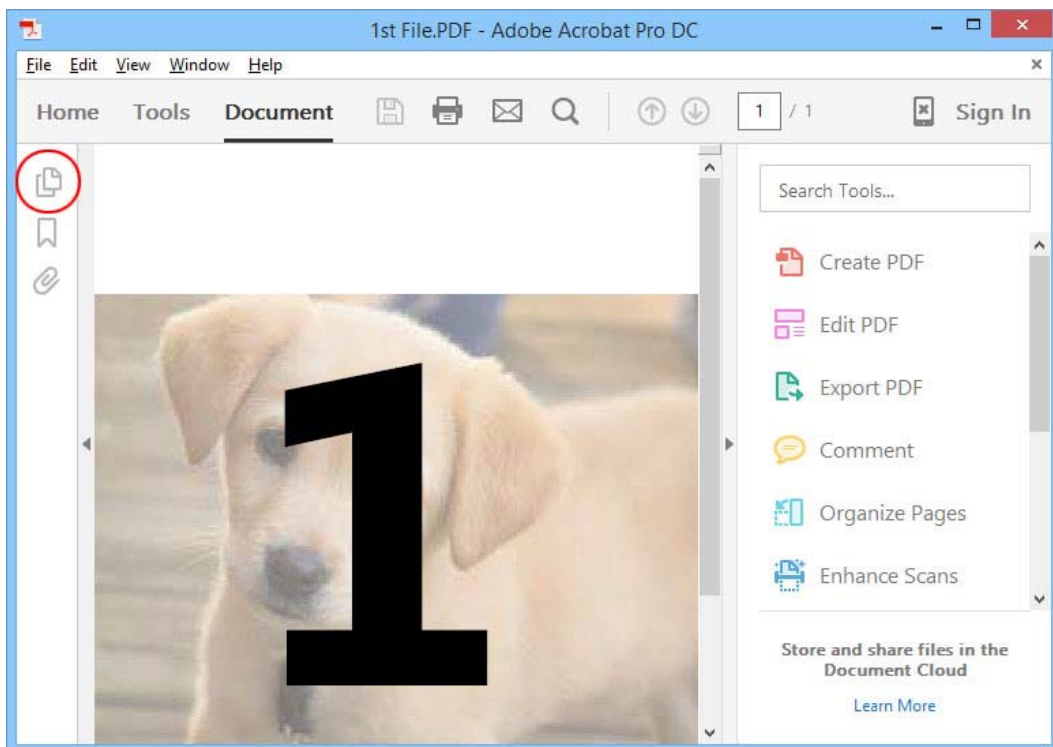 1st File.PDF - Adobe Acrobat Pro DC
File Edit View Window Help
Home Tools Document 1 / 1 Sign In
Search Tools...
Create PDF
Edit PDF
Export PDF
Comment
Organize Pages
Enhance Scans
1
Store and share files in the
Document Cloud
Learn More